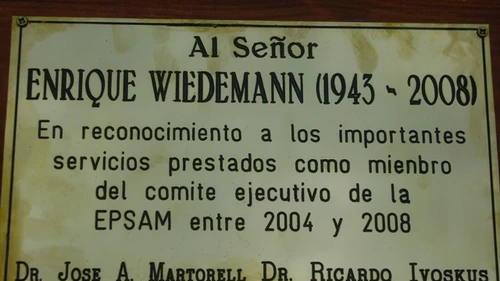 Al Señor
ENRIQUE WIEDEMANN (1943 - 2008)
En reconocimiento a los importantes
servicios prestados como mienbro
del comite ejecutivo de la
EPSAM entre 2004 y 2008
DR. JOSE A. MARTORELL DR. RICARDO IVOSKUS